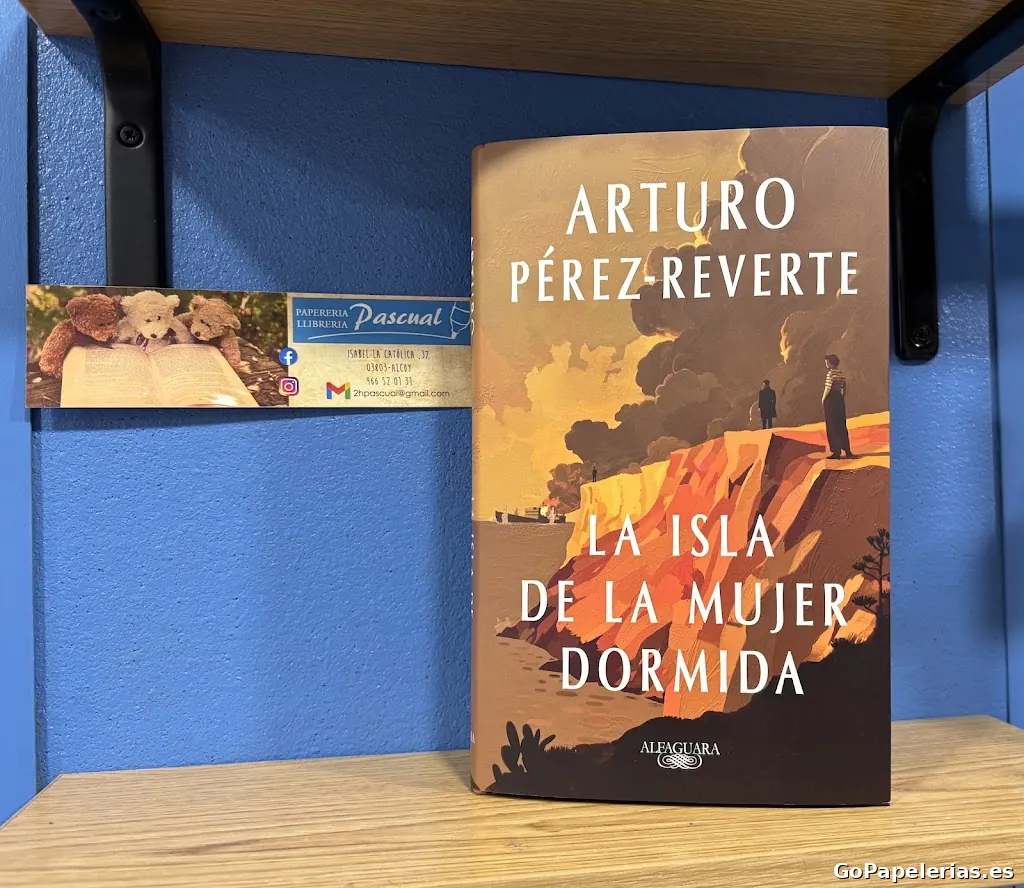 PAPERERIA
LLIBRERIA
Pascual
ISABEL LA CATÓLICA ,37
03803-ALCOY
966 52 01 31
2hpascual@gmail.com
ARTURO
PÉREZ-REVERTE
LA ISLA
DE LA MUJER
DORMIDA
ALFAGUARA
GoPapelerias.es